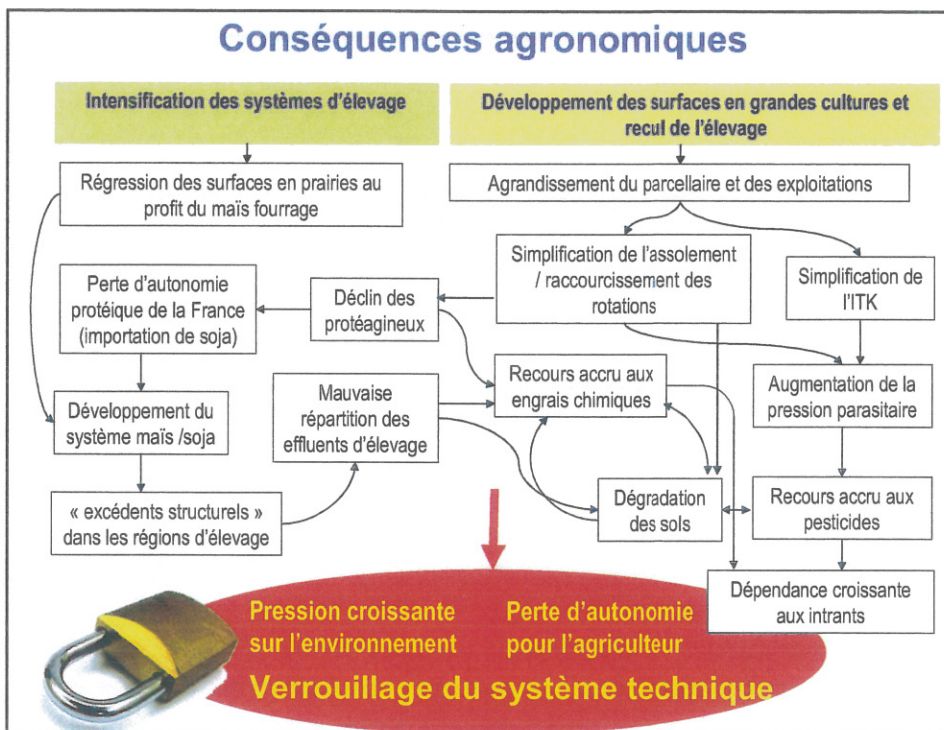 Conséquences agronomiques
Intensification des systèmes d'élevage
Développement des surfaces en grandes cultures et
recul de l'élevage
Régression des surfaces en prairies au
profit du maïs fourrage
Agrandissement du parcellaire et des exploitations
Simplification de l'assolement
/ raccourcissement des
rotations
Simplification de
l'ITK
Perte d'autonomie
protéique de la France
(importation de soja)
Déclin des
protéagineux
Recours accru aux
engrais chimiques
Augmentation de la
pression parasitaire
Développement du
système maïs /soja
Mauvaise
répartition des
effluents d'élevage
Dégradation
des sols
Recours accru aux
pesticides
« excédents structurels »
dans les régions d'élevage
Dépendance croissante
aux intrants
Pression croissante
sur l'environnement
Perte d'autonomie
pour l'agriculteur
Verrouillage du système technique